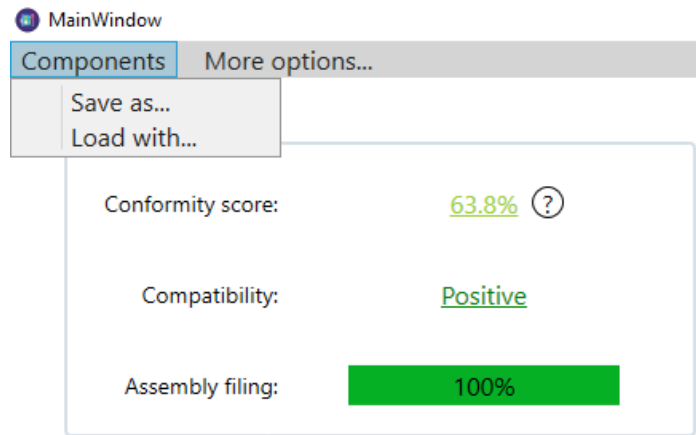 MainWindow
Components More options...
Save as...
Load with...
Conformity score: 63.8% ?
Compatibility: Positive
Assembly filing: 100%